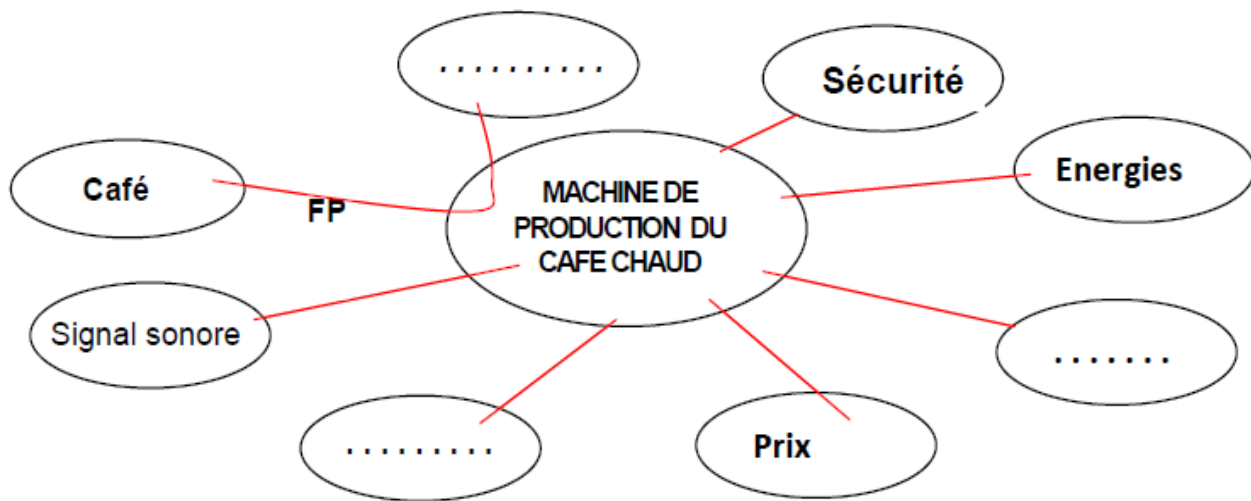 ..........
Sécurité
Café
Energies
FP
MACHINE DE
PRODUCTION DU
CAFE CHAUD
Signal sonore
.......
.........
Prix